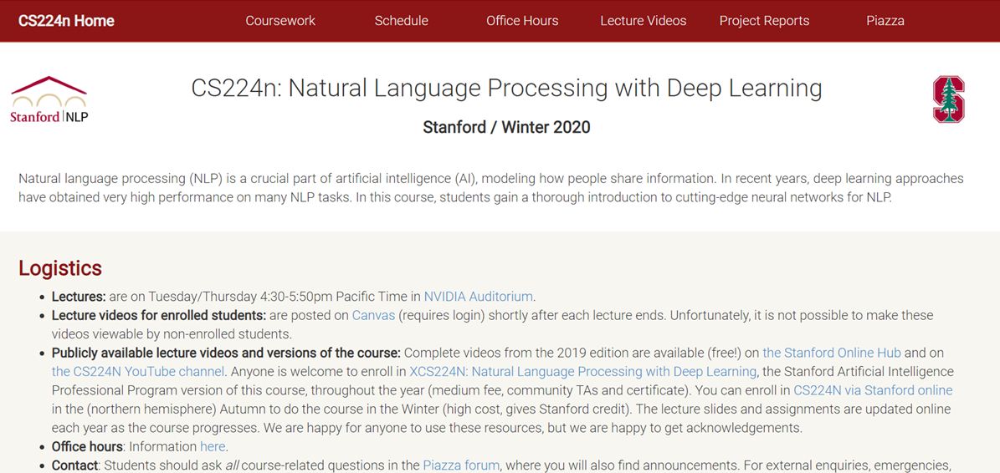 CS224n Home Coursework Schedule Office Hours Lecture Videos Project Reports Piazza
Stanford NLP
CS224n: Natural Language Processing with Deep Learning
Stanford / Winter 2020
Natural language processing (NLP) is a crucial part of artificial intelligence (AI), modeling how people share information. In recent years, deep learning approaches
have obtained very high performance on many NLP tasks. In this course, students gain a thorough introduction to cutting-edge neural networks for NLP.
Logistics
• Lectures: are on Tuesday/Thursday 4:30-5:50pm Pacific Time in NVIDIA Auditorium.
• Lecture videos for enrolled students: are posted on Canvas (requires login) shortly after each lecture ends. Unfortunately, it is not possible to make these
videos viewable by non-enrolled students.
• Publicly available lecture videos and versions of the course: Complete videos from the 2019 edition are available (free!) on the Stanford Online Hub and on
the CS224N YouTube channel. Anyone is welcome to enroll in XCS224N: Natural Language Processing with Deep Learning, the Stanford Artificial Intelligence
Professional Program version of this course, throughout the year (medium fee, community TAs and certificate). You can enroll in CS224N via Stanford online
in the (northern hemisphere) Autumn to do the course in the Winter (high cost, gives Stanford credit). The lecture slides and assignments are updated online
each year as the course progresses. We are happy for anyone to use these resources, but we are happy to get acknowledgements.
• Office hours: Information here.
• Contact: Students should ask all course-related questions in the Piazza forum, where you will also find announcements. For external enquiries, emergencies,